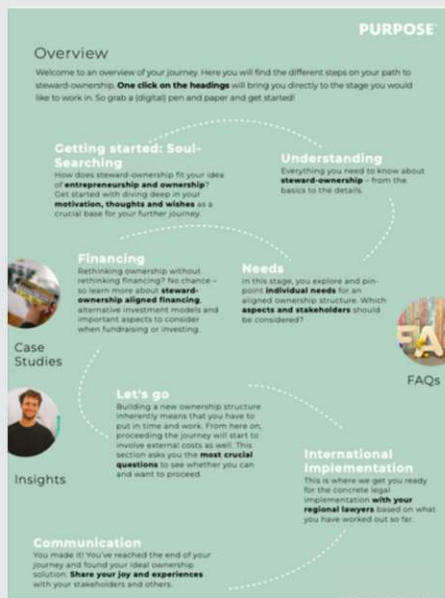 PURPOSE
Overview
Welcome to an overview of your journey. Here you will find the different steps on your path to
steward-ownership. One click on the headings will bring you directly to the stage you would
like to work in. So grab a (digital) pen and paper and get started!
Getting started: Soul-
Searching
How does steward-ownership fit your idea
of entrepreneurship and ownership?
Get started with diving deep in your
motivation, thoughts and wishes as a
crucial base for your further journey.
Understanding
Everything you need to know about
steward-ownership – from the
basics to the details.
Financing
Rethinking ownership without
rethinking financing? No chance –
so learn more about steward-
ownership aligned financing,
alternative investment models and
important aspects to consider
when fundraising or investing.
Needs
In this stage, you explore and pin-
point individual needs for an
aligned ownership structure. Which
aspects and stakeholders should
be considered?
Case
Studies
FAQs
Let's go
Building a new ownership structure
inherently means that you have to
put in time and work. From here on,
proceeding the journey will start to
involve external costs as well. This
section asks you the most crucial
questions to see whether you can
and want to proceed.
Insights
International
Implementation
This is where we get you ready
for the concrete legal
implementation with your
regional lawyers based on what
you have worked out so far.
Communication
You made it! You've reached the end of your
journey and found your ideal ownership
solution. Share your joy and experiences
with your stakeholders and others.